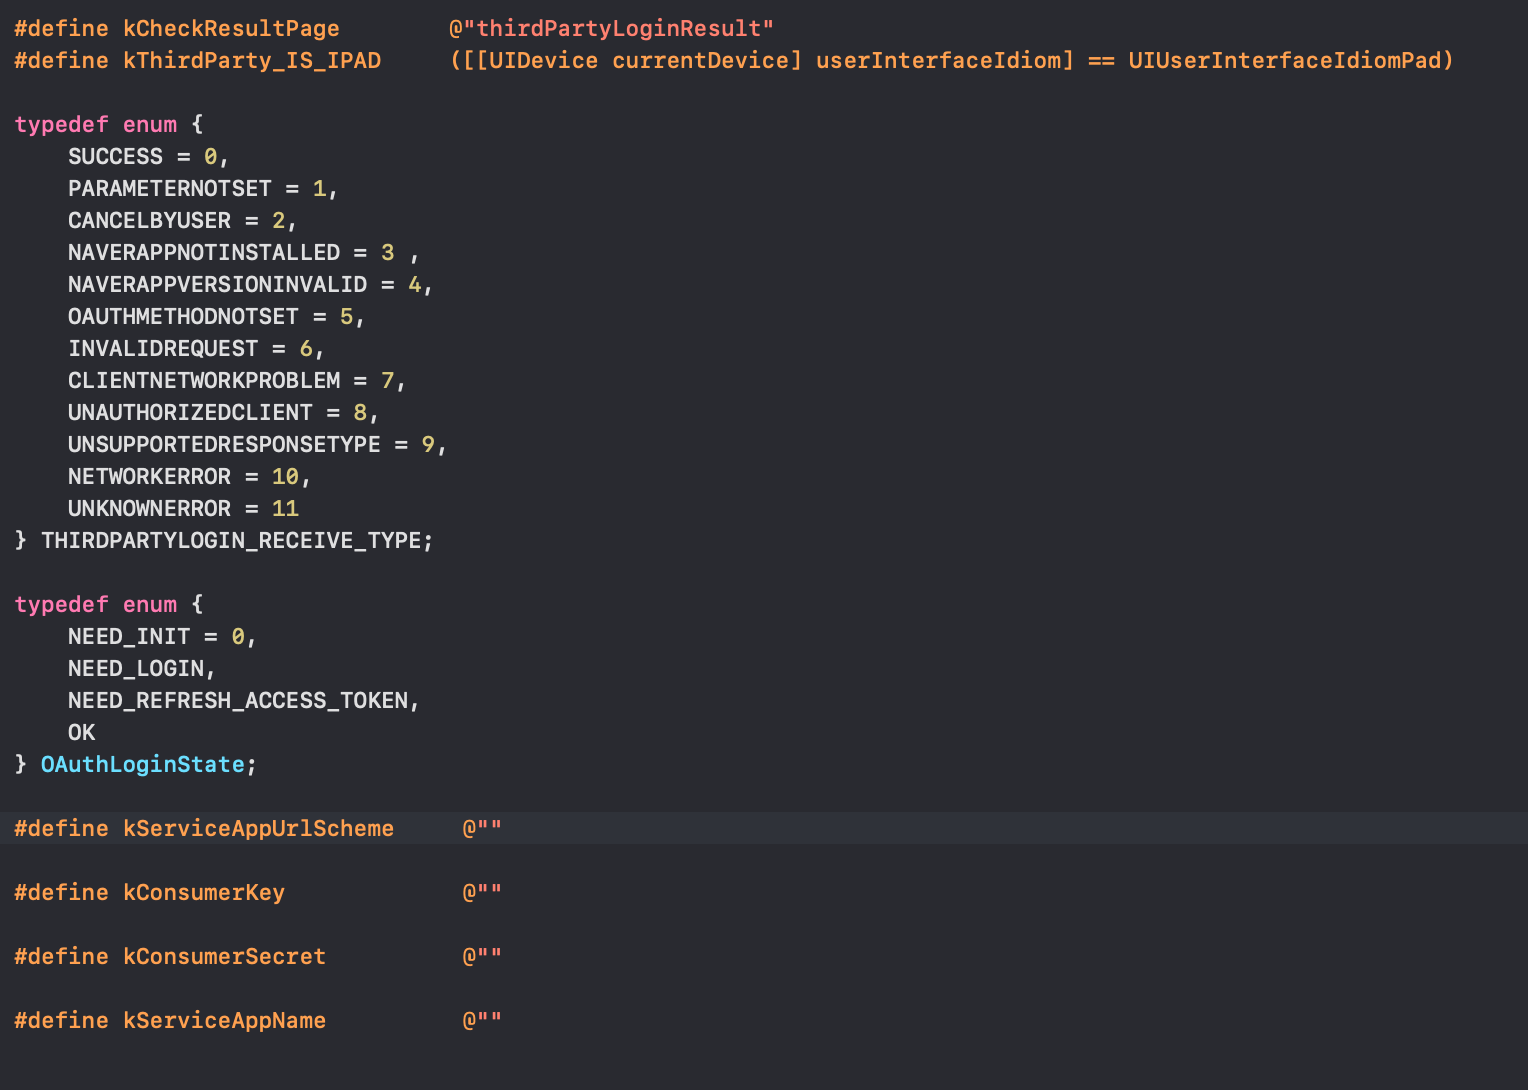 #define kCheckResultPage        @"thirdPartyLoginResult"
#define kThirdParty_IS_IPAD     ([[UIDevice currentDevice] userInterfaceIdiom] == UIUserInterfaceIdiomPad)
typedef enum {
    SUCCESS = 0,
    PARAMETERNOTSET = 1,
    CANCELBYUSER = 2,
    NAVERAPPNOTINSTALLED = 3 ,
    NAVERAPPVERSIONINVALID = 4,
    OAUTHMETHODNOTSET = 5,
    INVALIDREQUEST = 6,
    CLIENTNETWORKPROBLEM = 7,
    UNAUTHORIZEDCLIENT = 8,
    UNSUPPORTEDRESPONSETYPE = 9,
    NETWORKERROR = 10,
    UNKNOWNERROR = 11
} THIRDPARTYLOGIN_RECEIVE_TYPE;
typedef enum {
    NEED_INIT = 0,
    NEED_LOGIN,
    NEED_REFRESH_ACCESS_TOKEN,
    OK
} OAuthLoginState;
#define kServiceAppUrlScheme     @""
#define kConsumerKey             @""
#define kConsumerSecret          @""
#define kServiceAppName          @""